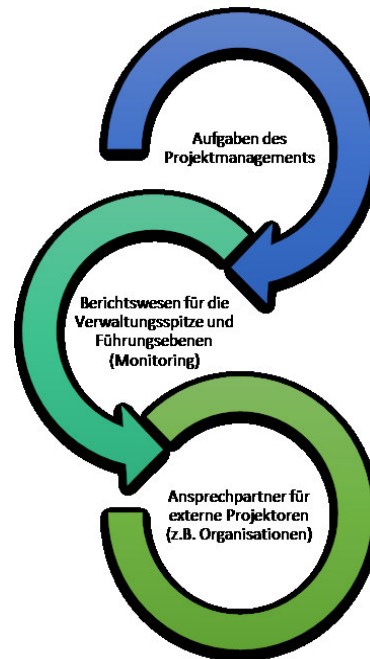 Aufgaben des
Projektmanagements
Berichtswesen für die
Verwaltungsspitze und
Führungsebenen
(Monitoring)
Ansprechpartner für
externe Projektoren
(z.B. Organisationen)